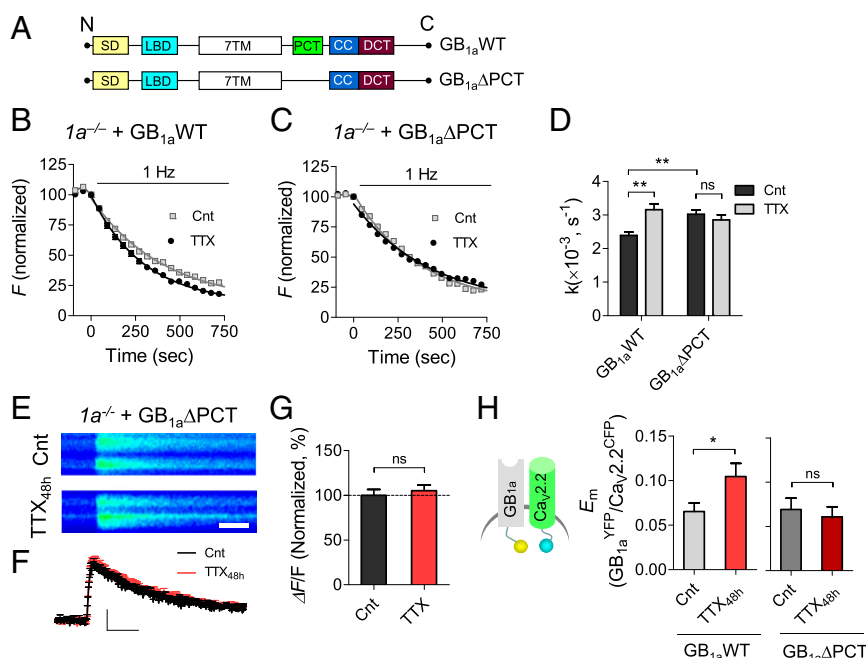 A
N
C
SD
LBD
7TM
PCT
CC
DCT
GB1aWT
SD
LBD
7TM
CC
DCT
GB1aΔPCT
B
1a–/– + GB1aWT
1 Hz
Cnt
TTX
F (normalized)
125
100
75
50
25
0
0
250
500
750
Time (sec)
C
1a–/– + GB1aΔPCT
1 Hz
Cnt
TTX
F (normalized)
125
100
75
50
25
0
0
250
500
750
Time (sec)
D
**
**
ns
Cnt
TTX
k(×10-3, s-1)
4
3
2
1
0
GB1aWT
GB1aΔPCT
E
1a-/- + GB1aΔPCT
Cnt
TTX48h
F
Cnt
TTX48h
G
ns
ΔF/F (Normalized, %)
150
100
50
0
Cnt
TTX
H
GB1a
CaV2.2
Em
(GB1aYFP/CaV2.2CFP)
0.15
0.10
0.05
0.00
*
ns
Cnt
TTX48h
Cnt
TTX48h
GB1aWT
GB1aΔPCT